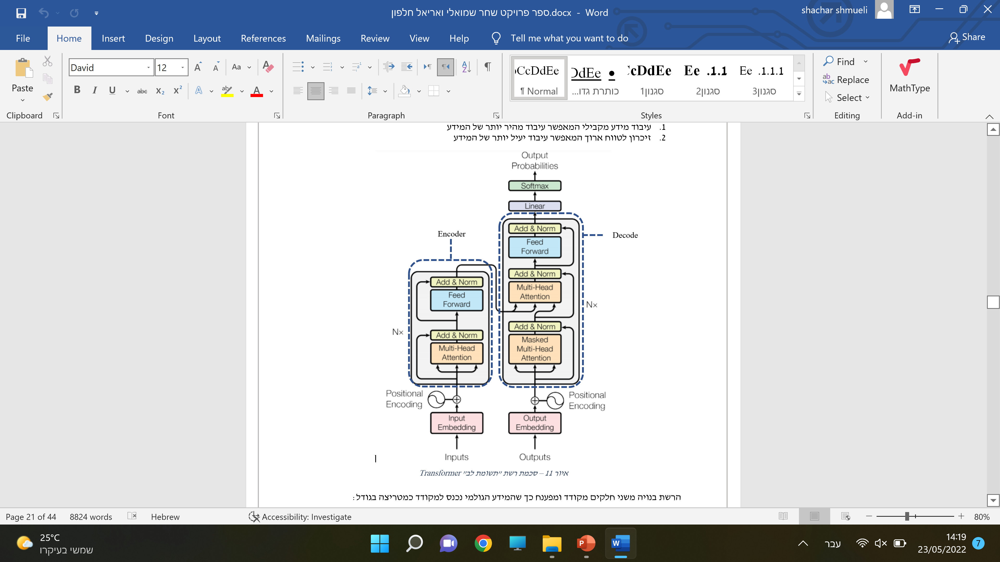 ספר פרויקט שחר שמואלי ואריאל חלפון.docx - Word
shachar shmueli
File Home Insert Design Layout References Mailings Review View Help Tell me what you want to do Share
Paste
Clipboard
David 12
Aa
B I U abc X₂ X² A ab A
Font
Paragraph
CcDdEe DdEe • CcDdEe Ee .1.1 Ee .1.1.1
¶ Normal כותרת גדו... סגנון1 סגנון2 סגנון3
Styles
Find
Replace
Select
Editing
MathType
Add-in
1. עיבוד מידע מקבילי המאפשר עיבוד מהיר יותר של המידע
2. זיכרון לטווח ארוך המאפשר עיבוד יעיל יותר של המידע
Output
Probabilities
Softmax
Linear
Encoder
Decode
Add & Norm
Feed
Forward
Add & Norm
Multi-Head
Attention
Nx
Add & Norm
Masked
Multi-Head
Attention
Add & Norm
Feed
Forward
Nx
Add & Norm
Multi-Head
Attention
Positional
Encoding
Positional
Encoding
Input
Embedding
Output
Embedding
Inputs
Outputs
איור 11 – סכמת רשת "תשומת לב" Transformer
הרשת בנויה משני חלקים מקודד ומפענח כך שהמידע הגולמי נכנס למקודד כמטריצה בגודל:
Page 21 of 44 8824 words Hebrew Accessibility: Investigate 80%
25°C
שמשי בעיקרו
עבר
14:19
23/05/2022
7